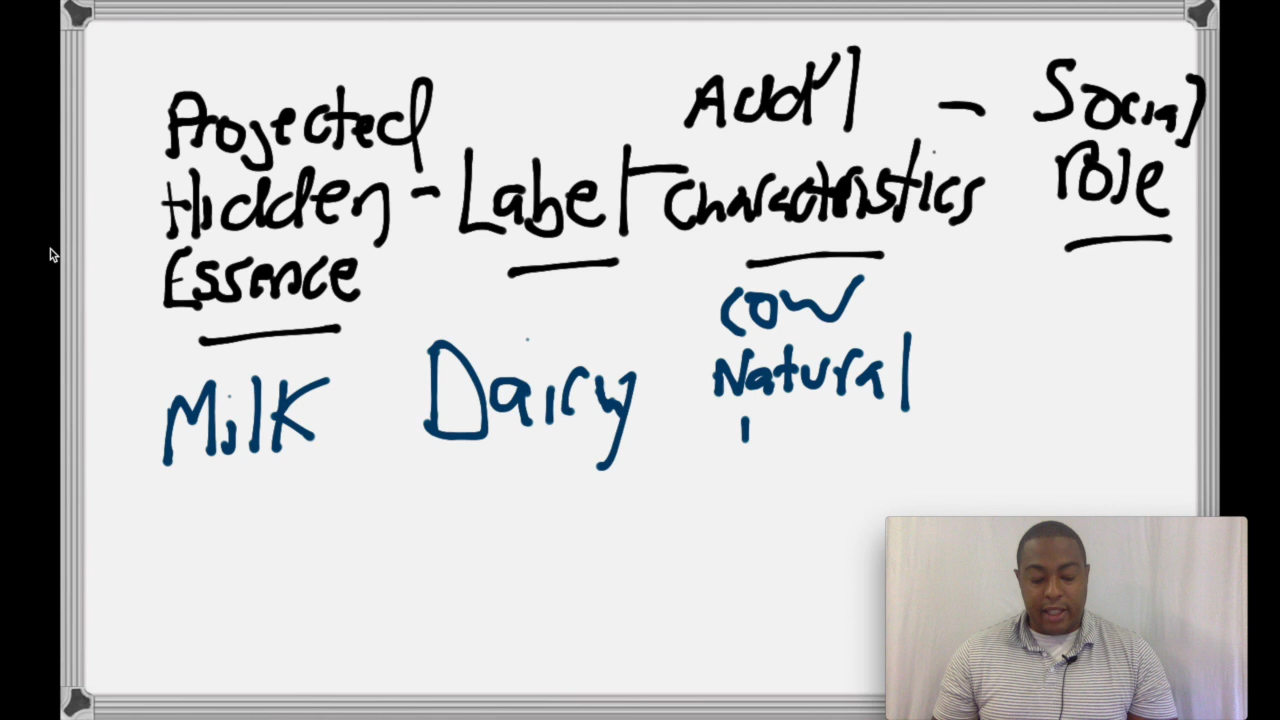 Projected
Hidden - Label - Add'l - Social
Essence characteristics role
Milk Dairy cow
Natural